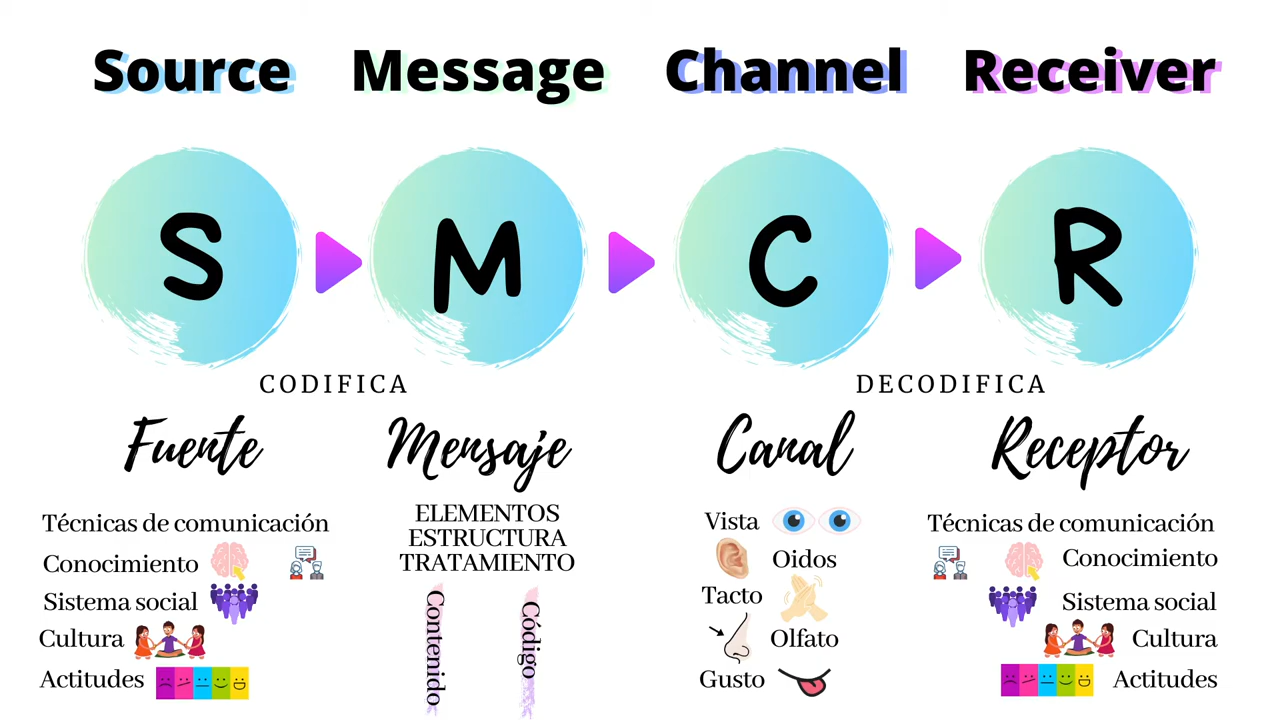 Source Message Channel Receiver
S M C R
CODIFICA DECODIFICA
Fuente Mensaje Canal Receptor
Técnicas de comunicación
Conocimiento
Sistema social
Cultura
Actitudes
ELEMENTOS
ESTRUCTURA
TRATAMIENTO
Contenido
Código
Vista
Oidos
Tacto
Olfato
Gusto
Técnicas de comunicación
Conocimiento
Sistema social
Cultura
Actitudes